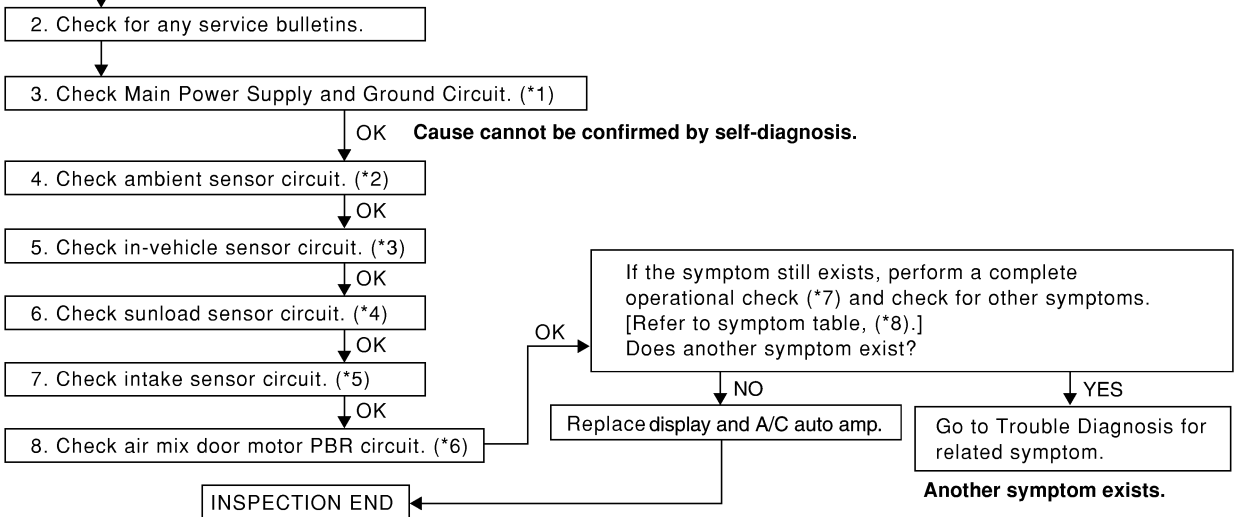 2. Check for any service bulletins.
3. Check Main Power Supply and Ground Circuit. (*1)
OK
Cause cannot be confirmed by self-diagnosis.
4. Check ambient sensor circuit. (*2)
OK
5. Check in-vehicle sensor circuit. (*3)
OK
6. Check sunload sensor circuit. (*4)
OK
7. Check intake sensor circuit. (*5)
OK
8. Check air mix door motor PBR circuit. (*6)
OK
If the symptom still exists, perform a complete
operational check (*7) and check for other symptoms.
[Refer to symptom table, (*8).]
Does another symptom exist?
NO
YES
Replace display and A/C auto amp.
Go to Trouble Diagnosis for
related symptom.
Another symptom exists.
INSPECTION END